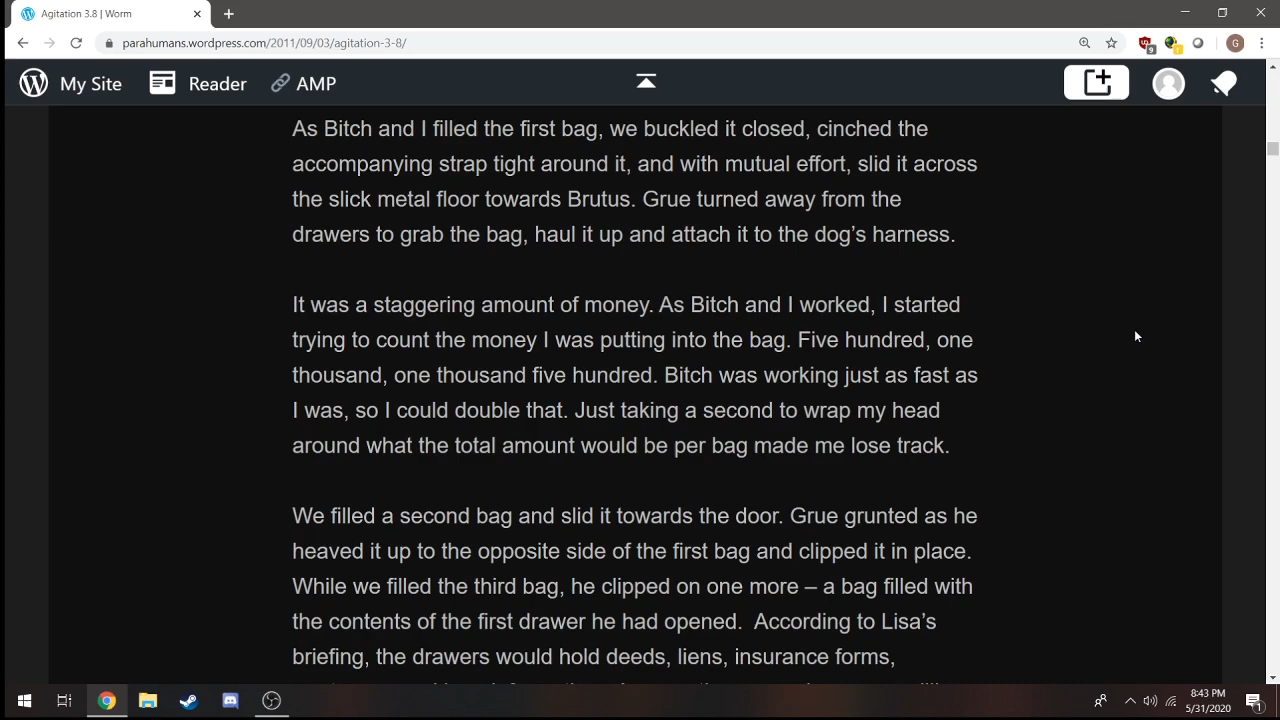 Agitation 3.8 | Worm
parahumans.wordpress.com/2011/09/03/agitation-3-8/
9
G
My Site
Reader
AMP
As Bitch and I filled the first bag, we buckled it closed, cinched the
accompanying strap tight around it, and with mutual effort, slid it across
the slick metal floor towards Brutus. Grue turned away from the
drawers to grab the bag, haul it up and attach it to the dog’s harness.
It was a staggering amount of money. As Bitch and I worked, I started
trying to count the money I was putting into the bag. Five hundred, one
thousand, one thousand five hundred. Bitch was working just as fast as
I was, so I could double that. Just taking a second to wrap my head
around what the total amount would be per bag made me lose track.
We filled a second bag and slid it towards the door. Grue grunted as he
heaved it up to the opposite side of the first bag and clipped it in place.
While we filled the third bag, he clipped on one more – a bag filled with
the contents of the first drawer he had opened.  According to Lisa’s
briefing, the drawers would hold deeds, liens, insurance forms,
8:43 PM
5/31/2020
1